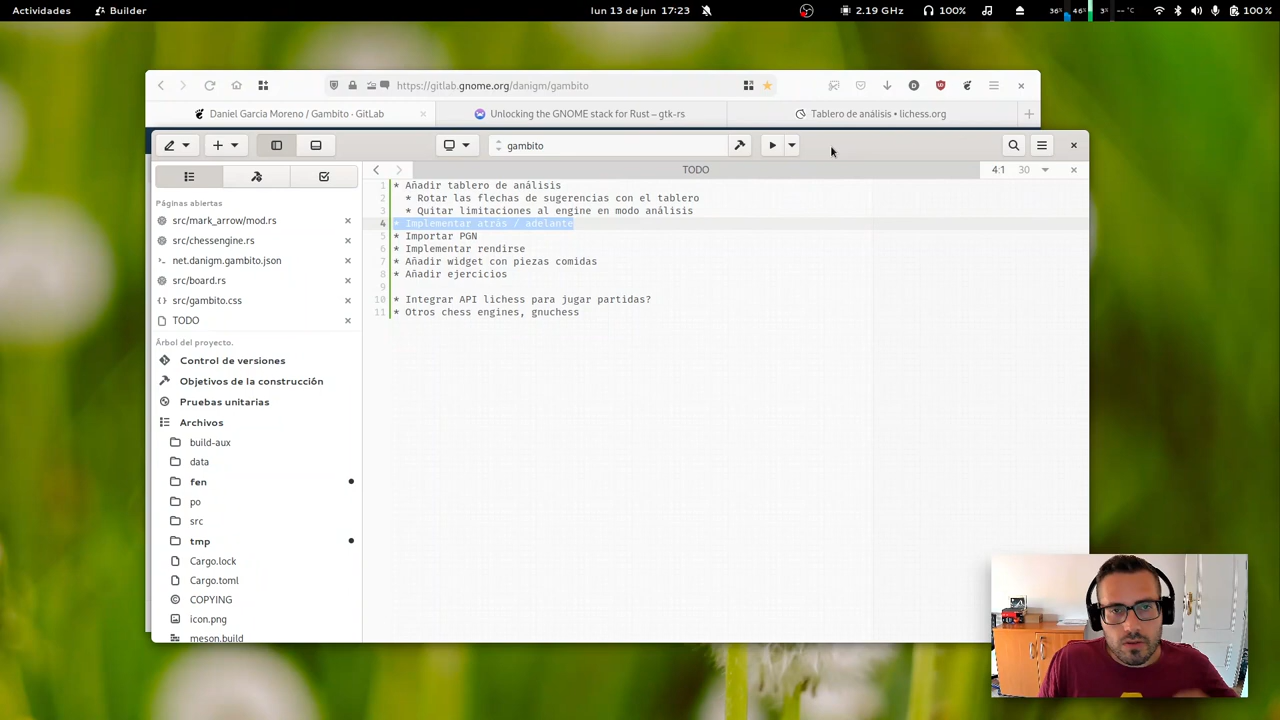 Actividades
Builder
lun 13 de jun 17:23
2.19 GHz
100%
36%
46%
3%
-- °C
100 %
https://gitlab.gnome.org/danigm/gambito
Daniel García Moreno / Gambito · GitLab
Unlocking the GNOME stack for Rust – gtk-rs
Tablero de análisis • lichess.org
gambito
TODO
4:1
30
Páginas abiertas
src/mark_arrow/mod.rs
src/chessengine.rs
net.danigm.gambito.json
src/board.rs
src/gambito.css
TODO
Árbol del proyecto.
Control de versiones
Objetivos de la construcción
Pruebas unitarias
Archivos
build-aux
data
fen
po
src
tmp
Cargo.lock
Cargo.toml
COPYING
icon.png
meson.build
1 * Añadir tablero de análisis
2 * Rotar las flechas de sugerencias con el tablero
3 * Quitar limitaciones al engine en modo análisis
4 * Implementar atrás / adelante
5 * Importar PGN
6 * Implementar rendirse
7 * Añadir widget con piezas comidas
8 * Añadir ejercicios
9
10 * Integrar API lichess para jugar partidas?
11 * Otros chess engines, gnuchess